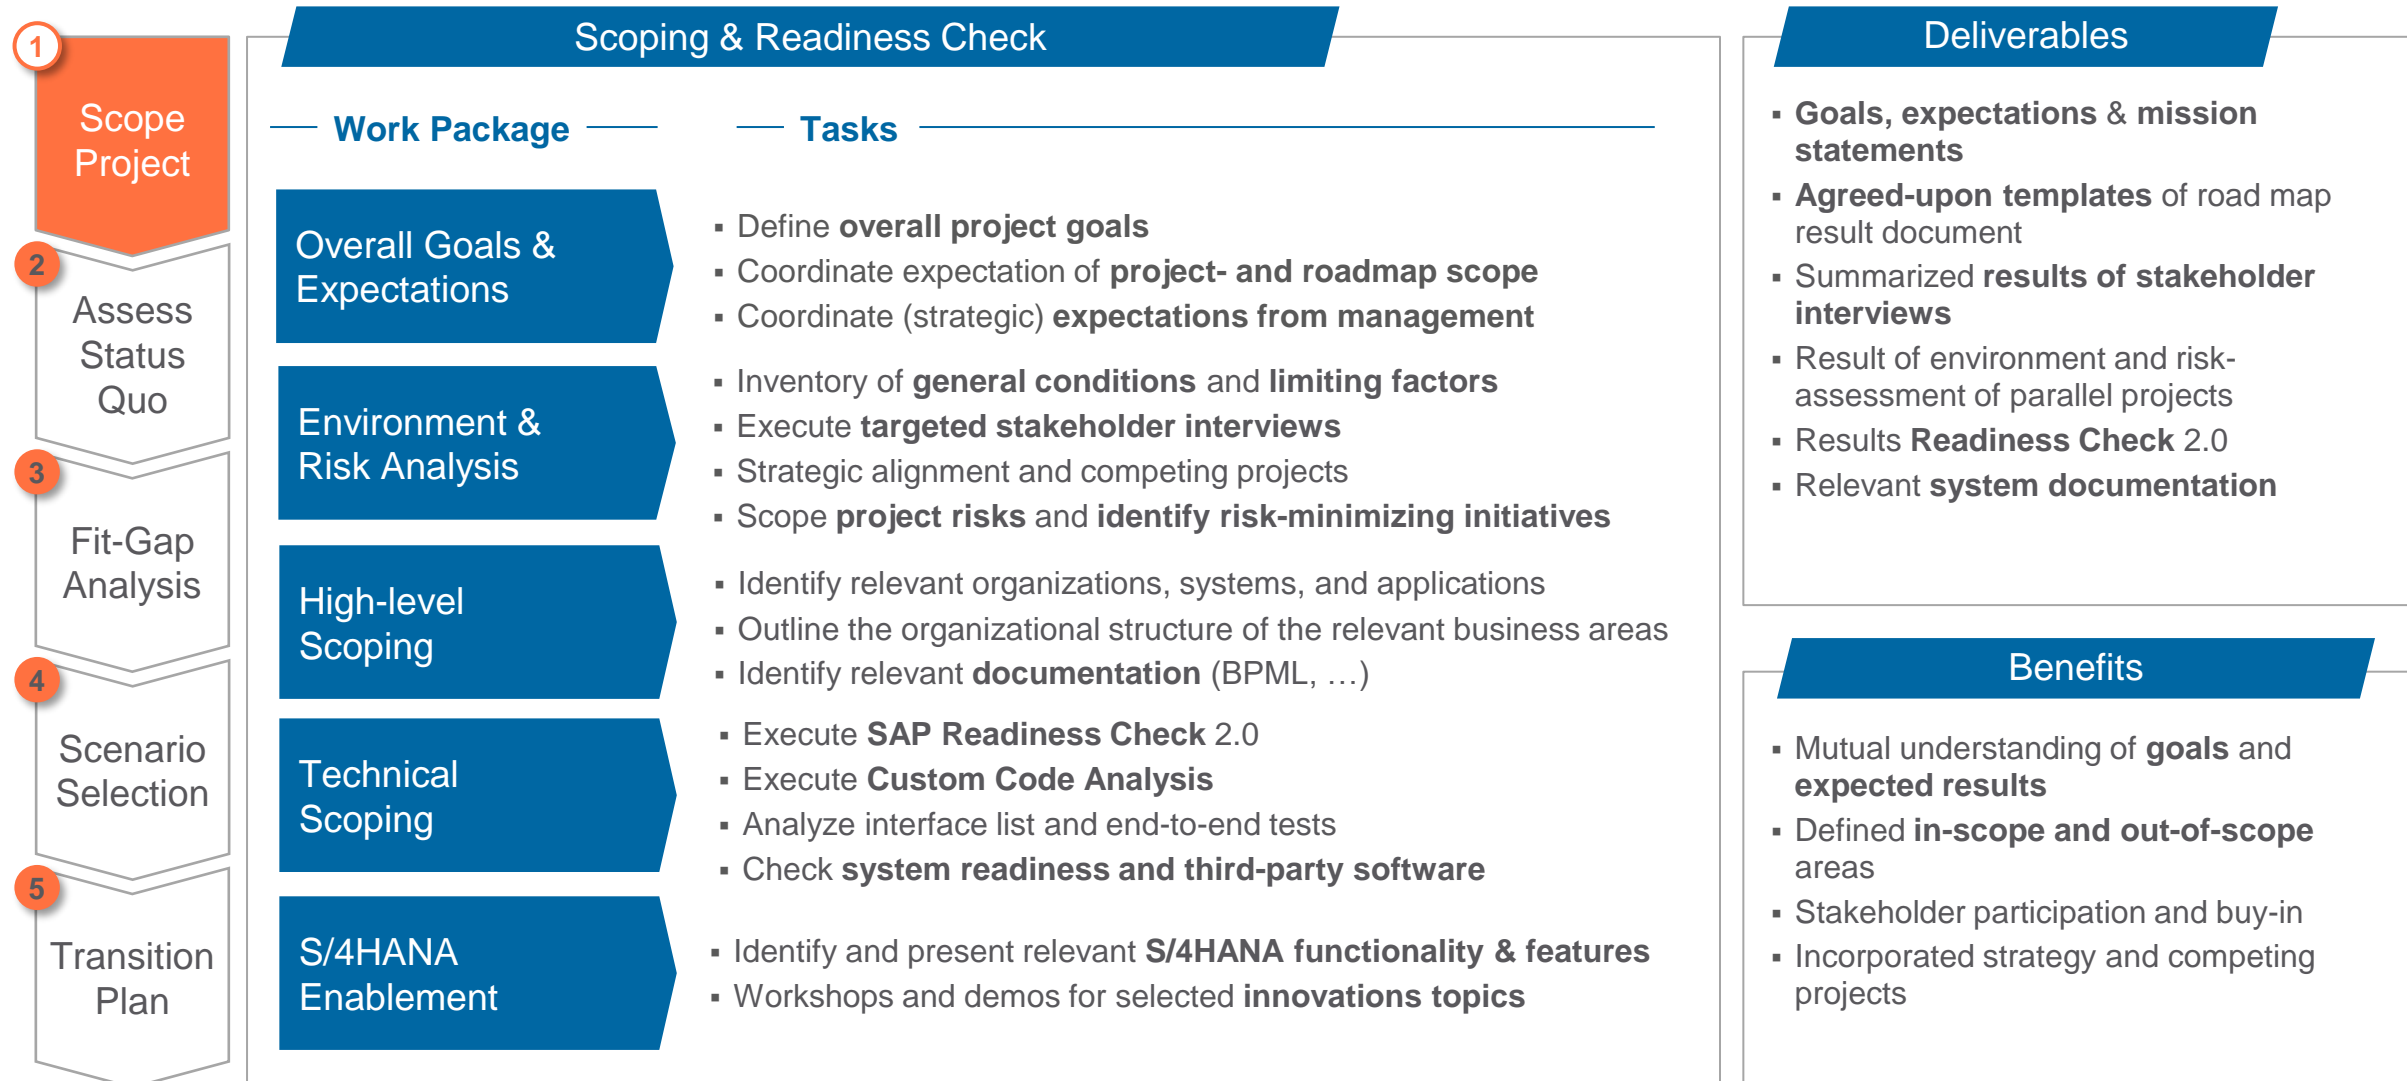 1
Scope
Project
2
Assess
Status
Quo
3
Fit-Gap
Analysis
4
Scenario
Selection
5
Transition
Plan
Scoping & Readiness Check
Work Package
Tasks
Overall Goals &
Expectations
▪ Define overall project goals
▪ Coordinate expectation of project- and roadmap scope
▪ Coordinate (strategic) expectations from management
Environment &
Risk Analysis
▪ Inventory of general conditions and limiting factors
▪ Execute targeted stakeholder interviews
▪ Strategic alignment and competing projects
▪ Scope project risks and identify risk-minimizing initiatives
High-level
Scoping
▪ Identify relevant organizations, systems, and applications
▪ Outline the organizational structure of the relevant business areas
▪ Identify relevant documentation (BPML, …)
Technical
Scoping
▪ Execute SAP Readiness Check 2.0
▪ Execute Custom Code Analysis
▪ Analyze interface list and end-to-end tests
▪ Check system readiness and third-party software
S/4HANA
Enablement
▪ Identify and present relevant S/4HANA functionality & features
▪ Workshops and demos for selected innovations topics
Deliverables
▪ Goals, expectations & mission
statements
▪ Agreed-upon templates of road map
result document
▪ Summarized results of stakeholder
interviews
▪ Result of environment and risk-
assessment of parallel projects
▪ Results Readiness Check 2.0
▪ Relevant system documentation
Benefits
▪ Mutual understanding of goals and
expected results
▪ Defined in-scope and out-of-scope
areas
▪ Stakeholder participation and buy-in
▪ Incorporated strategy and competing
projects